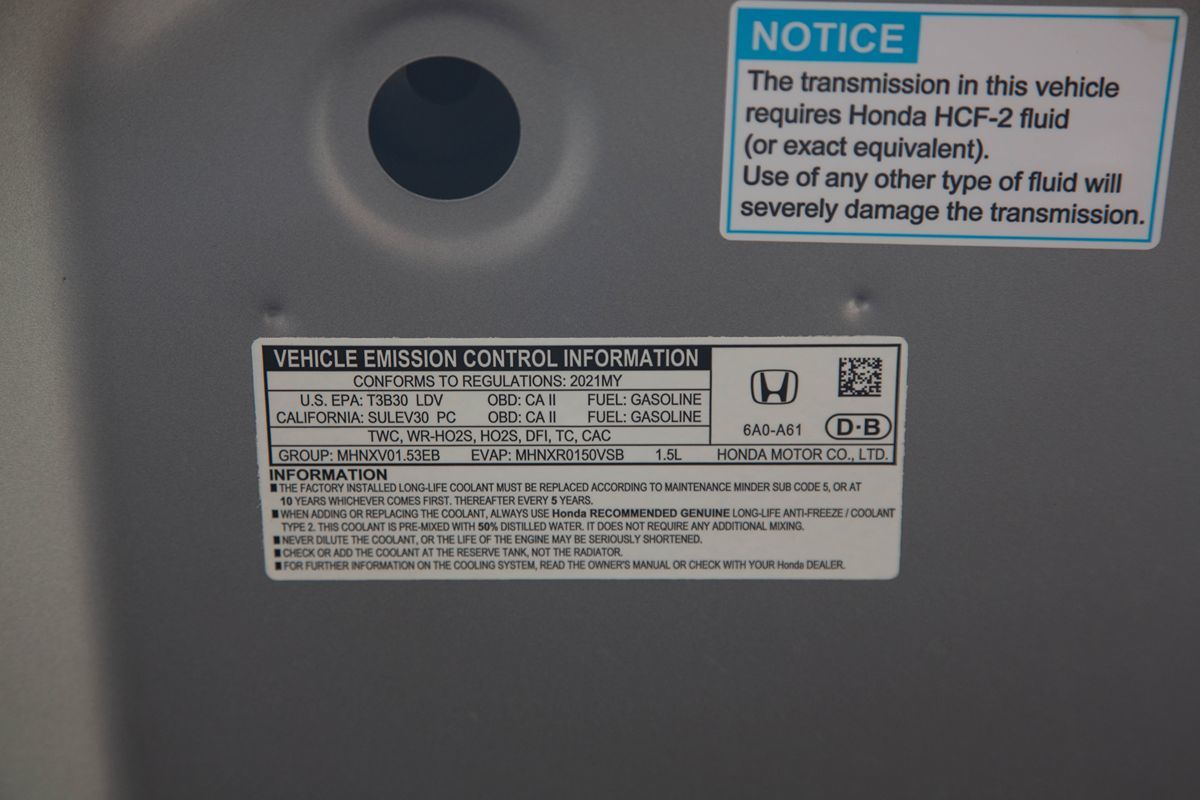 NOTICE
The transmission in this vehicle
requires Honda HCF-2 fluid
(or exact equivalent).
Use of any other type of fluid will
severely damage the transmission.
VEHICLE EMISSION CONTROL INFORMATION
CONFORMS TO REGULATIONS: 2021MY
U.S. EPA: T3B30 LDV OBD: CA II FUEL: GASOLINE
CALIFORNIA: SULEV30 PC OBD: CA II FUEL: GASOLINE
TWC, WR-HO2S, HO2S, DFI, TC, CAC
6A0-A61 D·B
GROUP: MHNXV01.53EB EVAP: MHNXR0150VSB 1.5L HONDA MOTOR CO., LTD.
INFORMATION
■ THE FACTORY INSTALLED LONG-LIFE COOLANT MUST BE REPLACED ACCORDING TO MAINTENANCE MINDER SUB CODE 5, OR AT
10 YEARS WHICHEVER COMES FIRST. THEREAFTER EVERY 5 YEARS.
■ WHEN ADDING OR REPLACING THE COOLANT, ALWAYS USE Honda RECOMMENDED GENUINE LONG-LIFE ANTI-FREEZE / COOLANT
TYPE 2. THIS COOLANT IS PRE-MIXED WITH 50% DISTILLED WATER. IT DOES NOT REQUIRE ANY ADDITIONAL MIXING.
■ NEVER DILUTE THE COOLANT, OR THE LIFE OF THE ENGINE MAY BE SERIOUSLY SHORTENED.
■ CHECK OR ADD THE COOLANT AT THE RESERVE TANK, NOT THE RADIATOR.
■ FOR FURTHER INFORMATION ON THE COOLING SYSTEM, READ THE OWNER'S MANUAL OR CHECK WITH YOUR Honda DEALER.